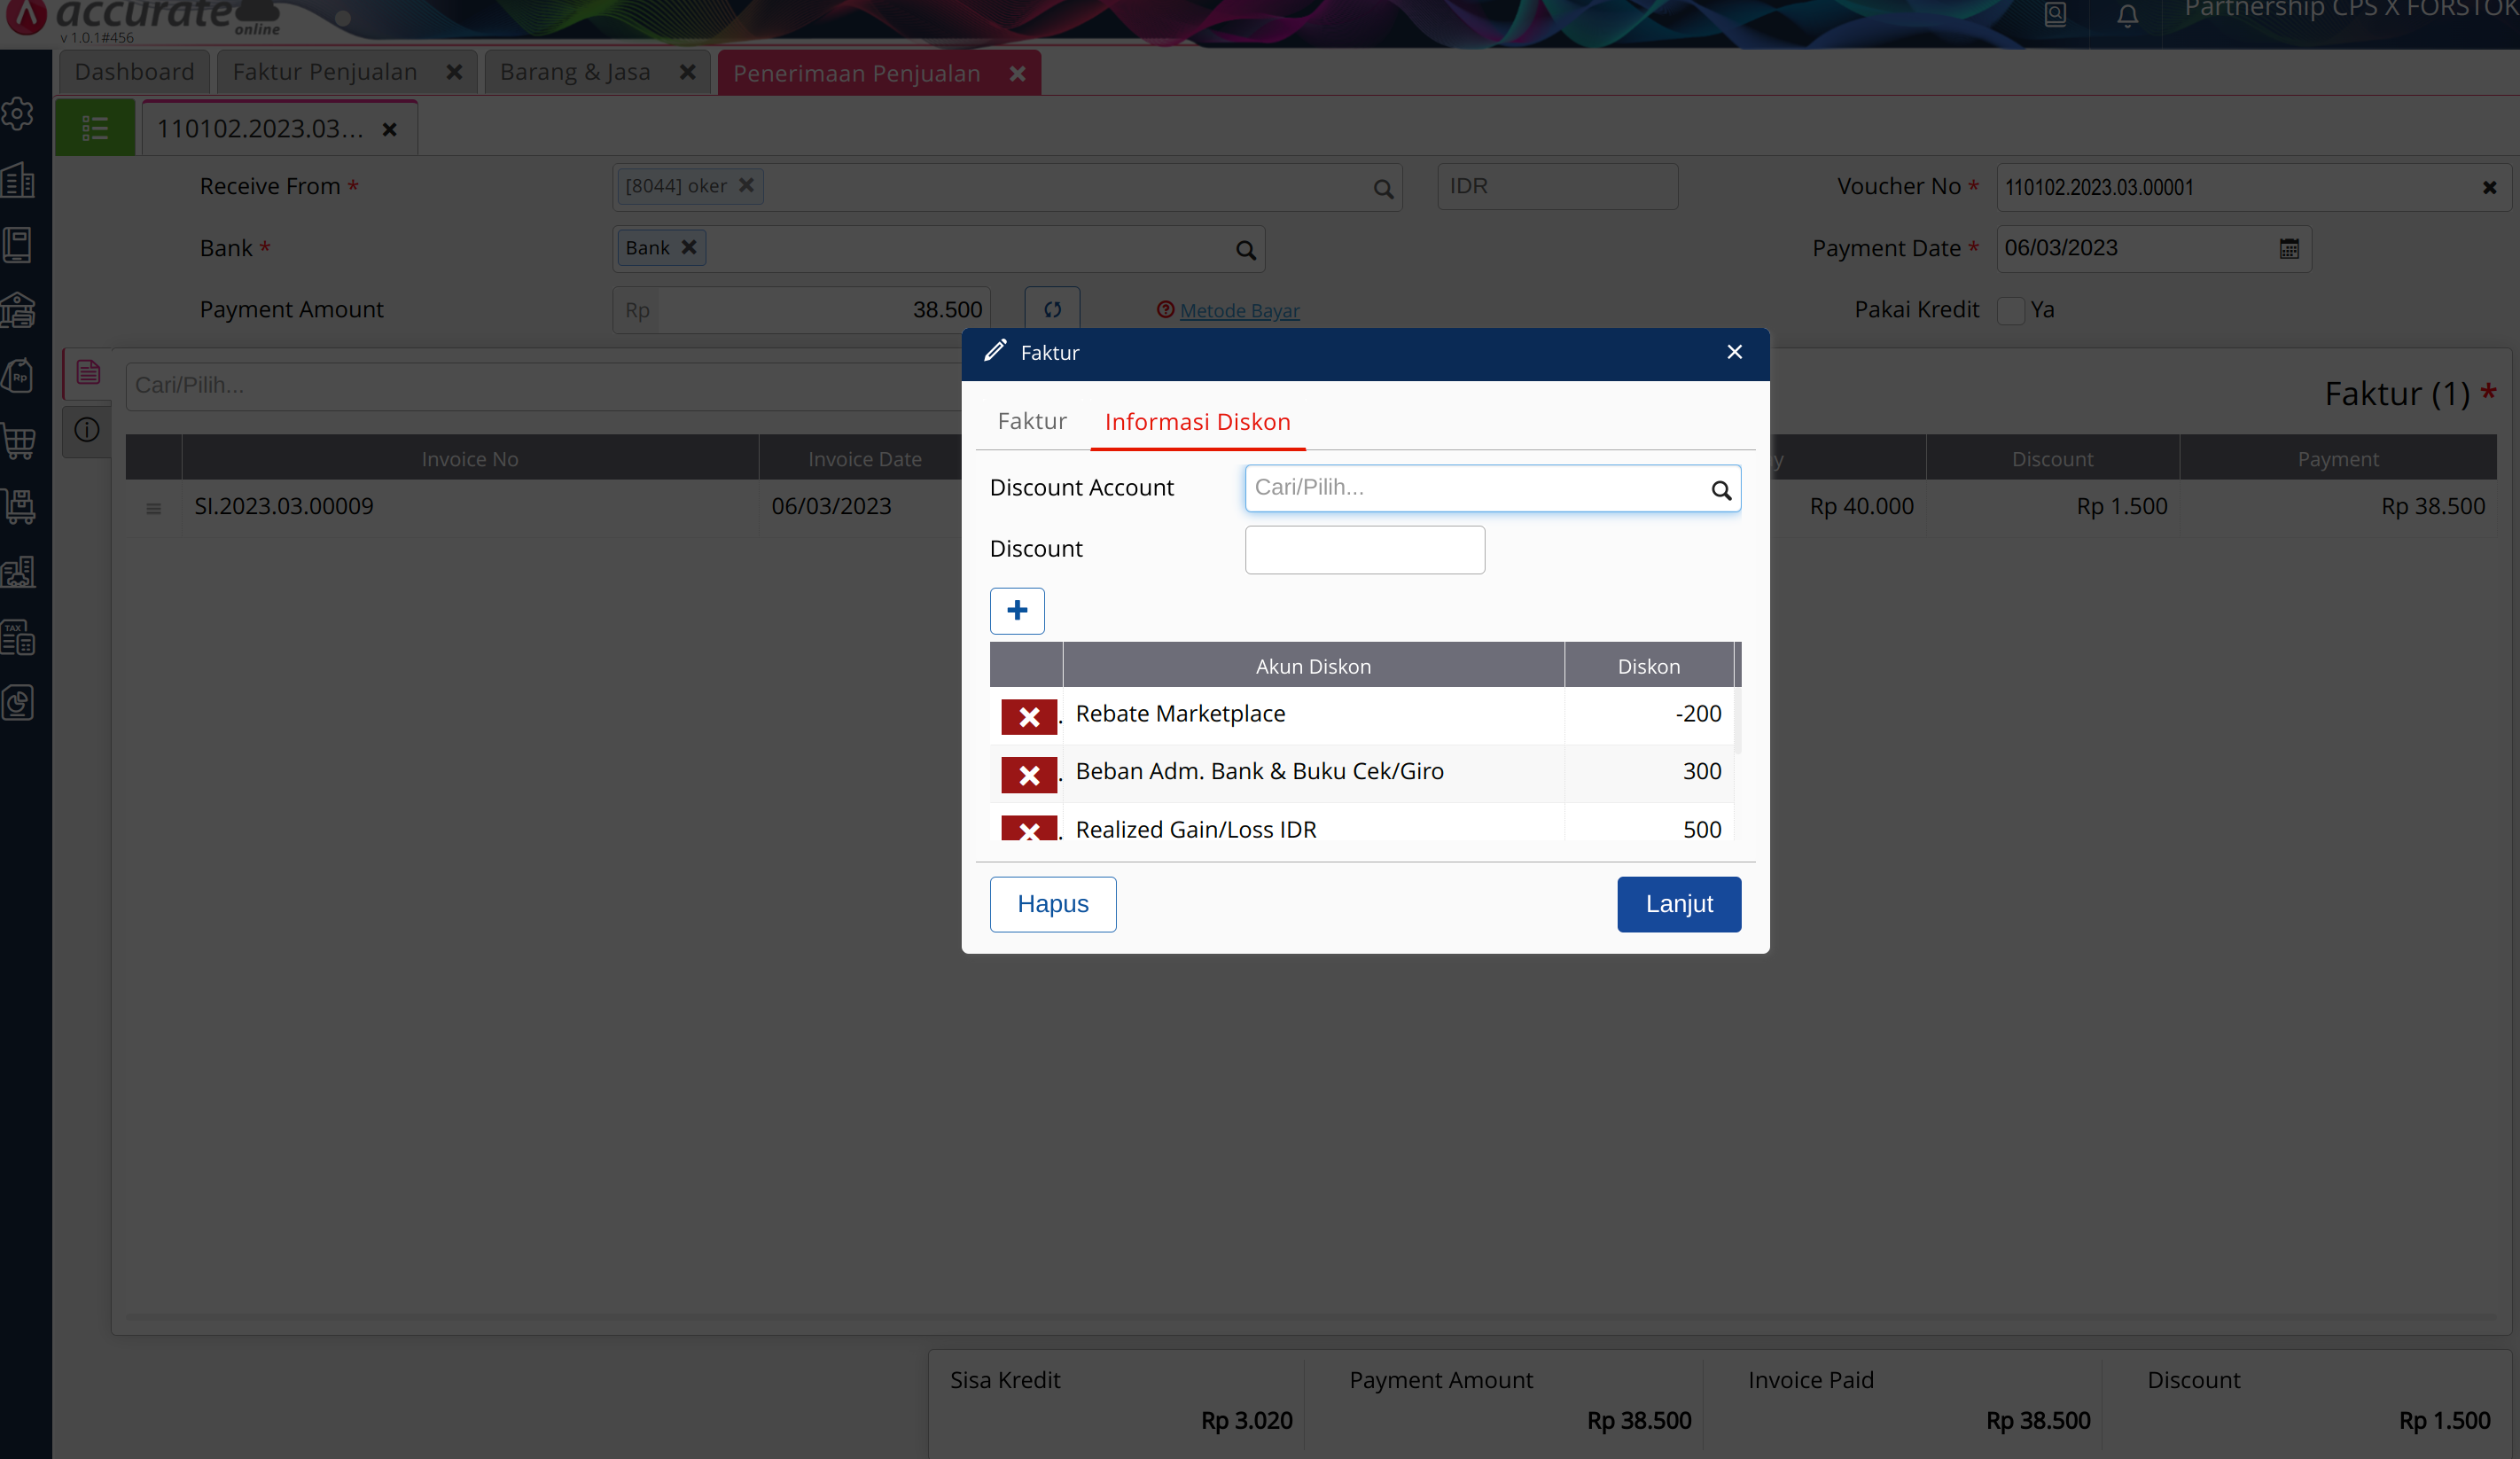 accurate
online
v 1.0.1#456
Partnership CPS X FORSTOK
Dashboard
Faktur Penjualan
Barang & Jasa
Penerimaan Penjualan
110102.2023.03...
Receive From *
[8044] oker
IDR
Voucher No *
110102.2023.03.00001
Bank *
Bank
Payment Date *
06/03/2023
Payment Amount
Rp
38.500
Metode Bayar
Pakai Kredit
Ya
Cari/Pilih...
Faktur (1) *
Invoice No
Invoice Date
y
Discount
Payment
SI.2023.03.00009
06/03/2023
Rp 40.000
Rp 1.500
Rp 38.500
Faktur
Faktur
Informasi Diskon
Discount Account
Cari/Pilih...
Discount
Akun Diskon
Diskon
Rebate Marketplace
-200
Beban Adm. Bank & Buku Cek/Giro
300
Realized Gain/Loss IDR
500
Hapus
Lanjut
Sisa Kredit
Rp 3.020
Payment Amount
Rp 38.500
Invoice Paid
Rp 38.500
Discount
Rp 1.500
Rp
TAX